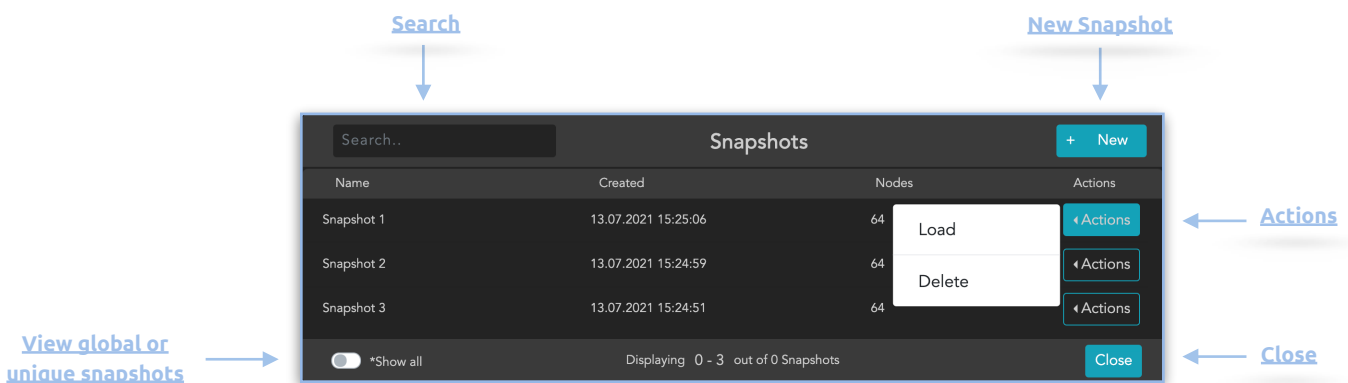 Search
New Snapshot
Search..
Snapshots
+ New
Name Created Nodes Actions
Snapshot 1 13.07.2021 15:25:06 64 Actions
Load
Actions
Snapshot 2 13.07.2021 15:24:59 64 Actions
Delete
Snapshot 3 13.07.2021 15:24:51 64 Actions
View global or
unique snapshots
*Show all Displaying 0 - 3 out of 0 Snapshots Close
Close